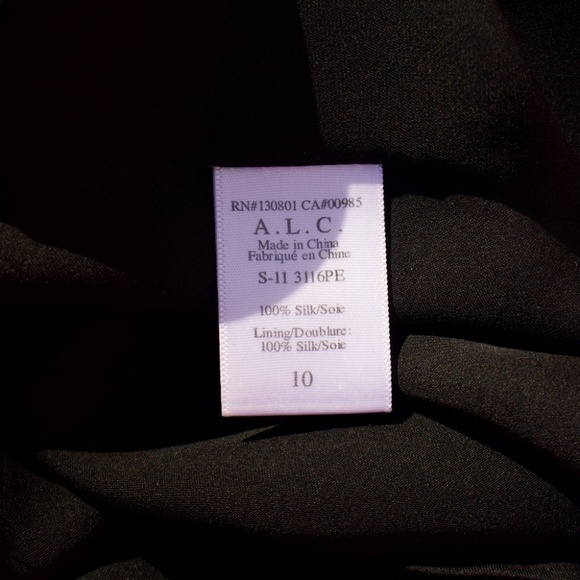 RN#130801 CA#00985
A.L.C.
Made in China
Fabriqué en Chine
S-11 3116PE
100% Silk/Soie
Lining/Doublure:
100% Silk/Soie
10